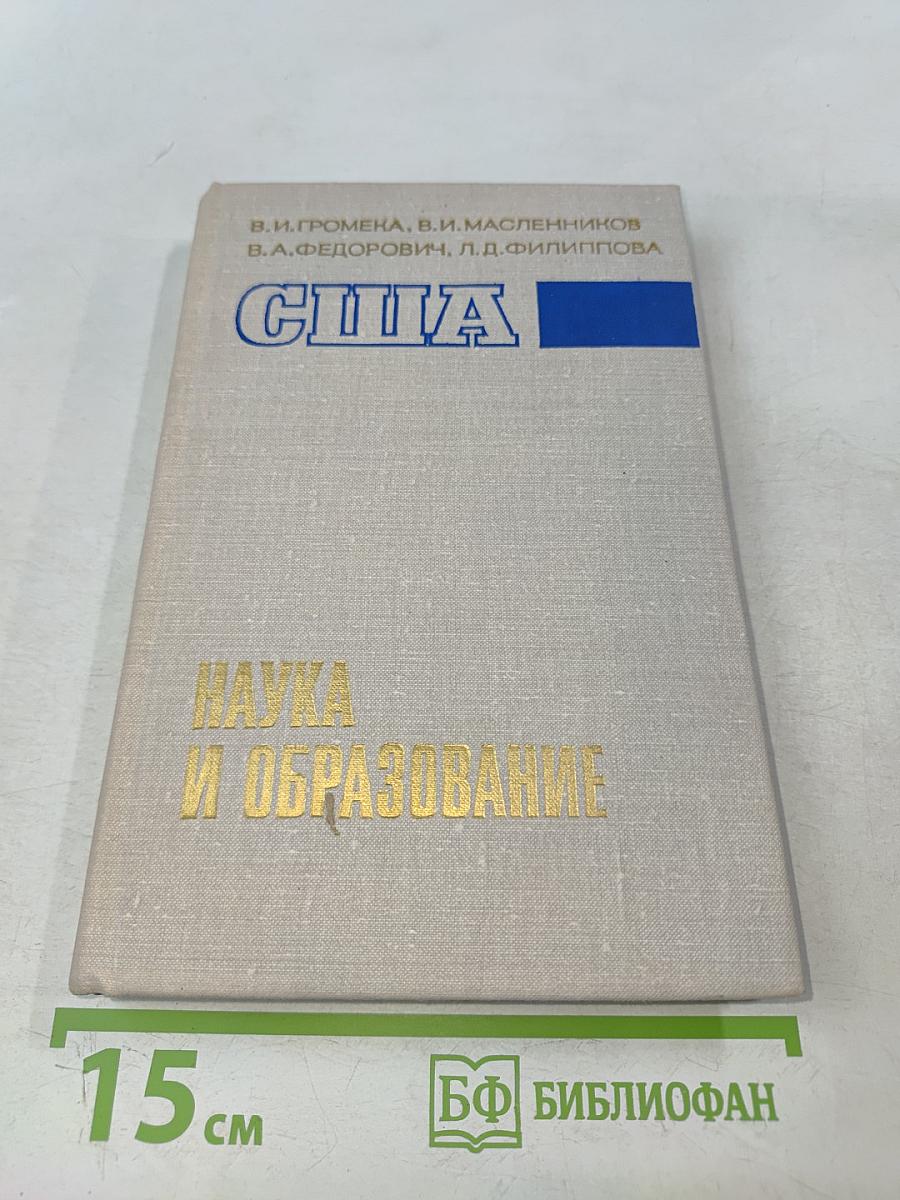 В.И.ГРОМЕКА, В.И.МАСЛЕННИКОВ
В.А.ФЕДОРОВИЧ, Л.Д.ФИЛИППОВА
США
НАУКА
И ОБРАЗОВАНИЕ
15 см
БФ БИБЛИОФАН